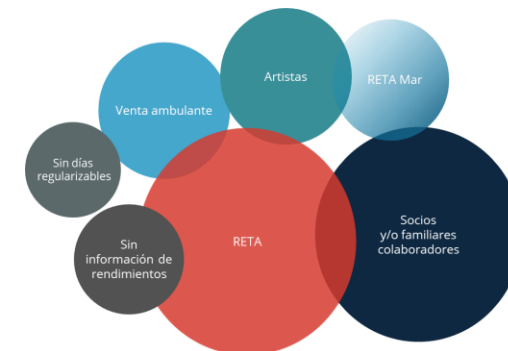 Artistas
RETA Mar
Venta ambulante
Sin días
regularizables
Socios
y/o familiares
colaboradores
RETA
Sin
información de
rendimientos